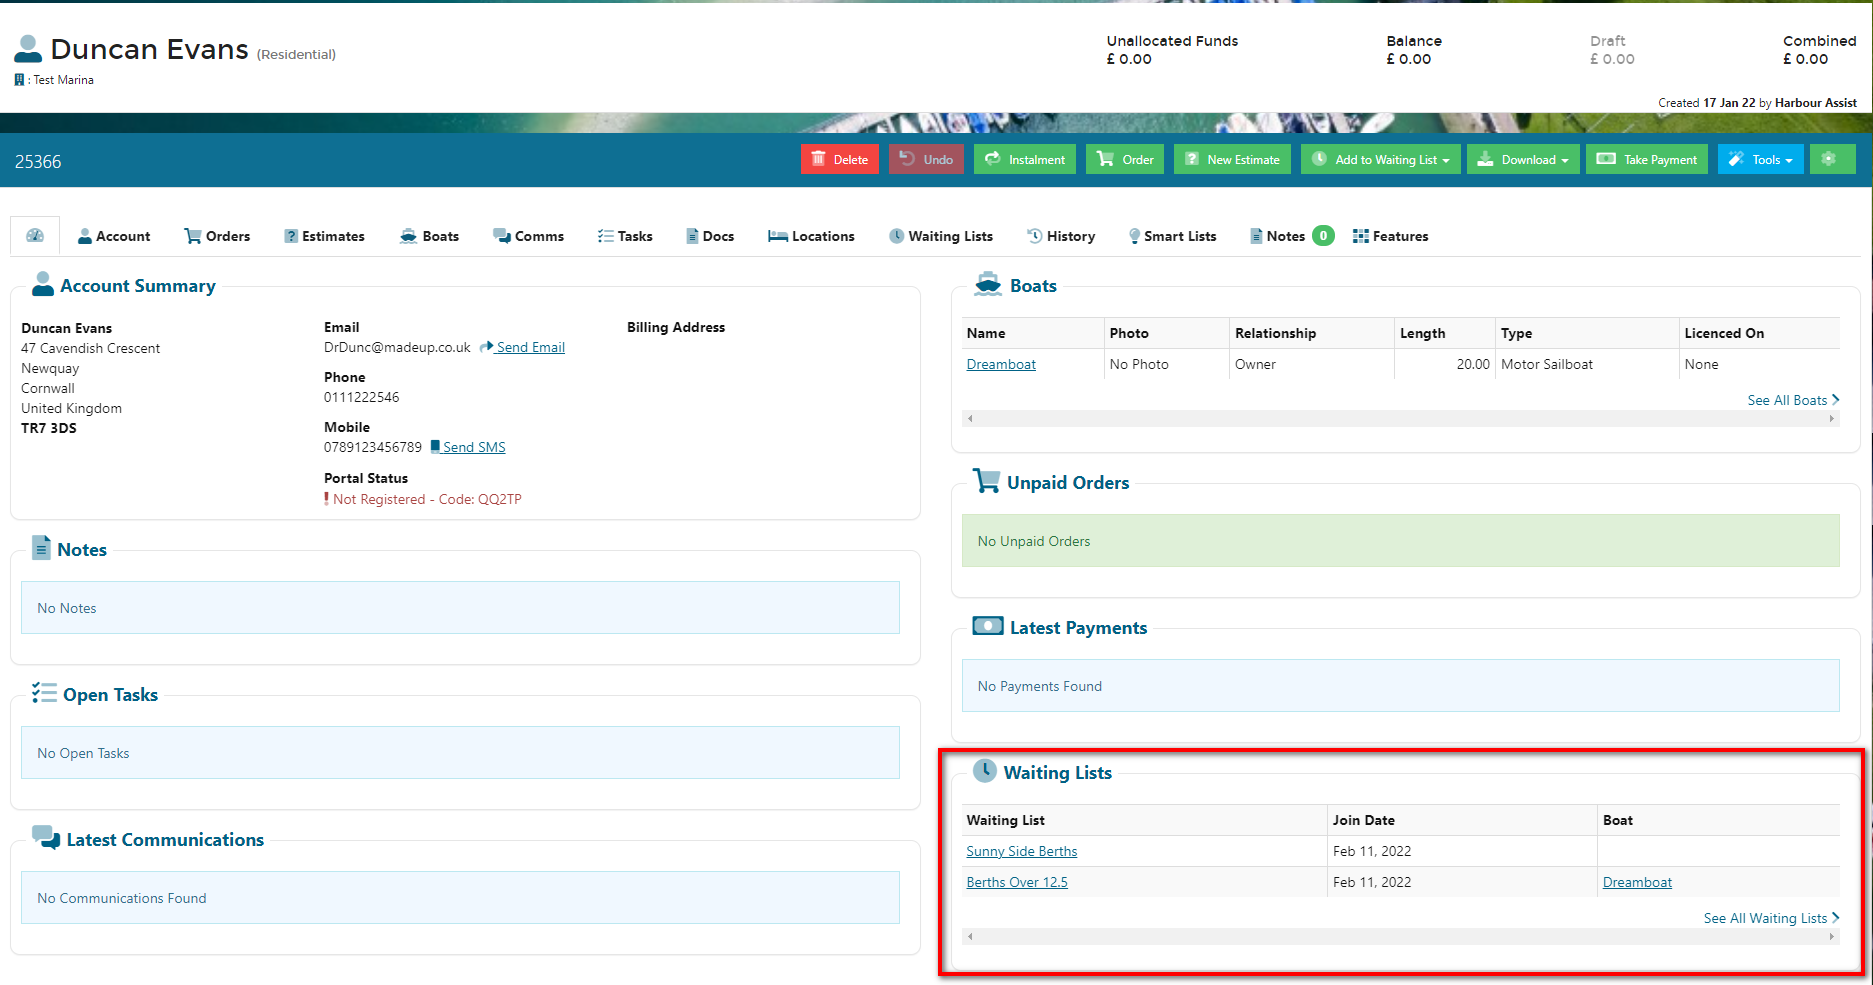 Duncan Evans (Residential)
: Test Marina
Unallocated Funds
£ 0.00
Balance
£ 0.00
Draft
£ 0.00
Combined
£ 0.00
Created 17 Jan 22 by Harbour Assist
25366
Delete
Undo
Instalment
Order
New Estimate
Add to Waiting List
Download
Take Payment
Tools
Account
Orders
Estimates
Boats
Comms
Tasks
Docs
Locations
Waiting Lists
History
Smart Lists
Notes 0
Features
Account Summary
Duncan Evans
47 Cavendish Crescent
Newquay
Cornwall
United Kingdom
TR7 3DS
Email
DrDunc@madeup.co.uk Send Email
Phone
0111222546
Mobile
0789123456789 Send SMS
Portal Status
! Not Registered - Code: QQ2TP
Billing Address
Notes
No Notes
Open Tasks
No Open Tasks
Latest Communications
No Communications Found
Boats
Name Photo Relationship Length Type Licenced On
Dreamboat No Photo Owner 20.00 Motor Sailboat None
See All Boats
Unpaid Orders
No Unpaid Orders
Latest Payments
No Payments Found
Waiting Lists
Waiting List Join Date Boat
Sunny Side Berths Feb 11, 2022
Berths Over 12.5 Feb 11, 2022 Dreamboat
See All Waiting Lists